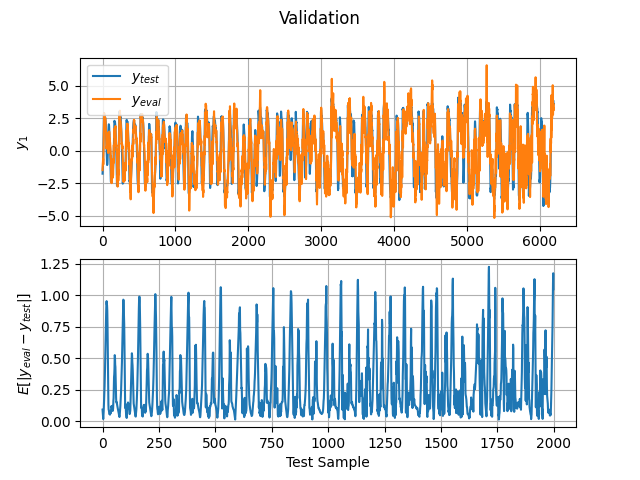 Validation
y_test
y_eval
y_1
5.0
2.5
0.0
−2.5
−5.0
0 1000 2000 3000 4000 5000 6000
E[|y_eval − y_test|]
1.25
1.00
0.75
0.50
0.25
0.00
0 250 500 750 1000 1250 1500 1750 2000
Test Sample